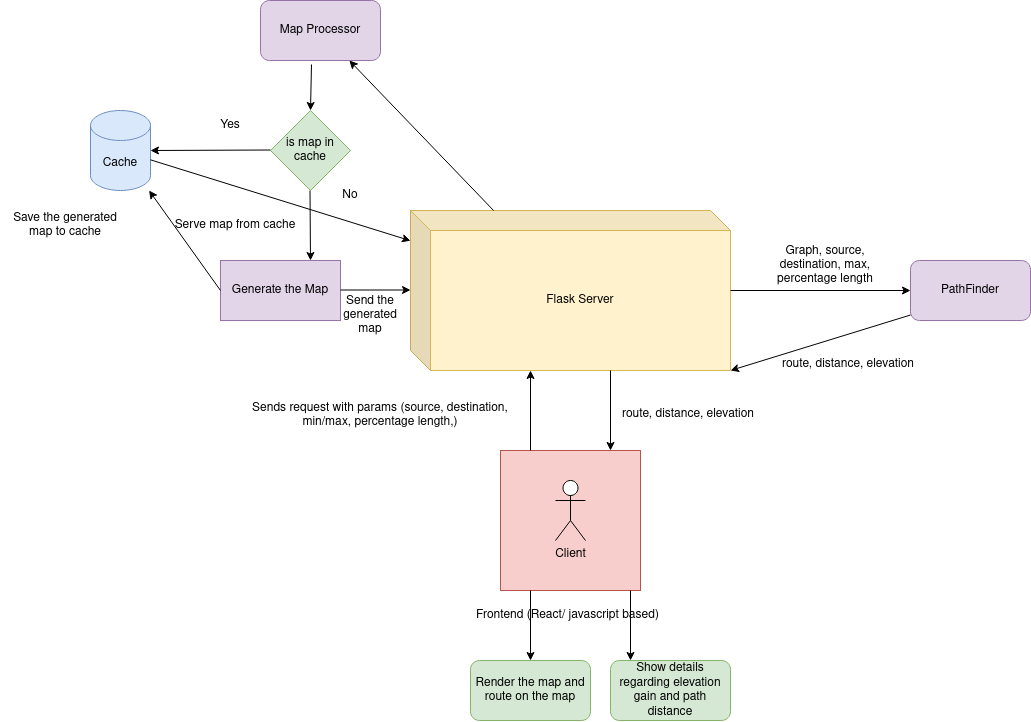 Map Processor
Yes
is map in
cache
Cache
No
Save the generated
map to cache
Serve map from cache
Generate the Map
Send the
generated
map
Flask Server
Graph, source,
destination, max,
percentage length
PathFinder
route, distance, elevation
Sends request with params (source, destination,
min/max, percentage length,)
route, distance, elevation
Client
Frontend (React/ javascript based)
Render the map and
route on the map
Show details
regarding elevation
gain and path
distance